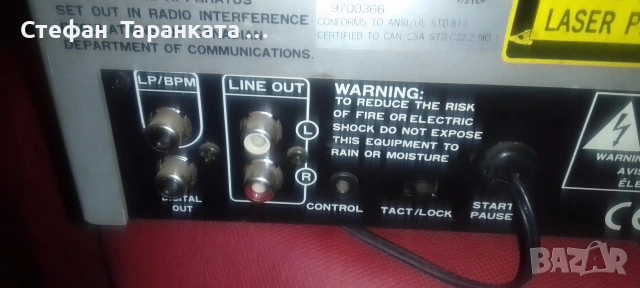 APPARATUS
SET OUT IN RADIO INTERFERENCE
Стефан Таранката...
DEPARTMENT OF COMMUNICATIONS.
9700366
CONFORMS TO ANSI/UL STD 813
CERTIFIED TO CAN/CSA STD C22.2 NO.1
LASER P
LP/BPM
LINE OUT
L
R
DIGITAL
OUT
WARNING:
TO REDUCE THE RISK
OF FIRE OR ELECTRIC
SHOCK DO NOT EXPOSE
THIS EQUIPMENT TO
RAIN OR MOISTURE
CONTROL
TACT/LOCK
START
PAUSE
WARNIN
AVIS
ÉLE
CE
BAZAR